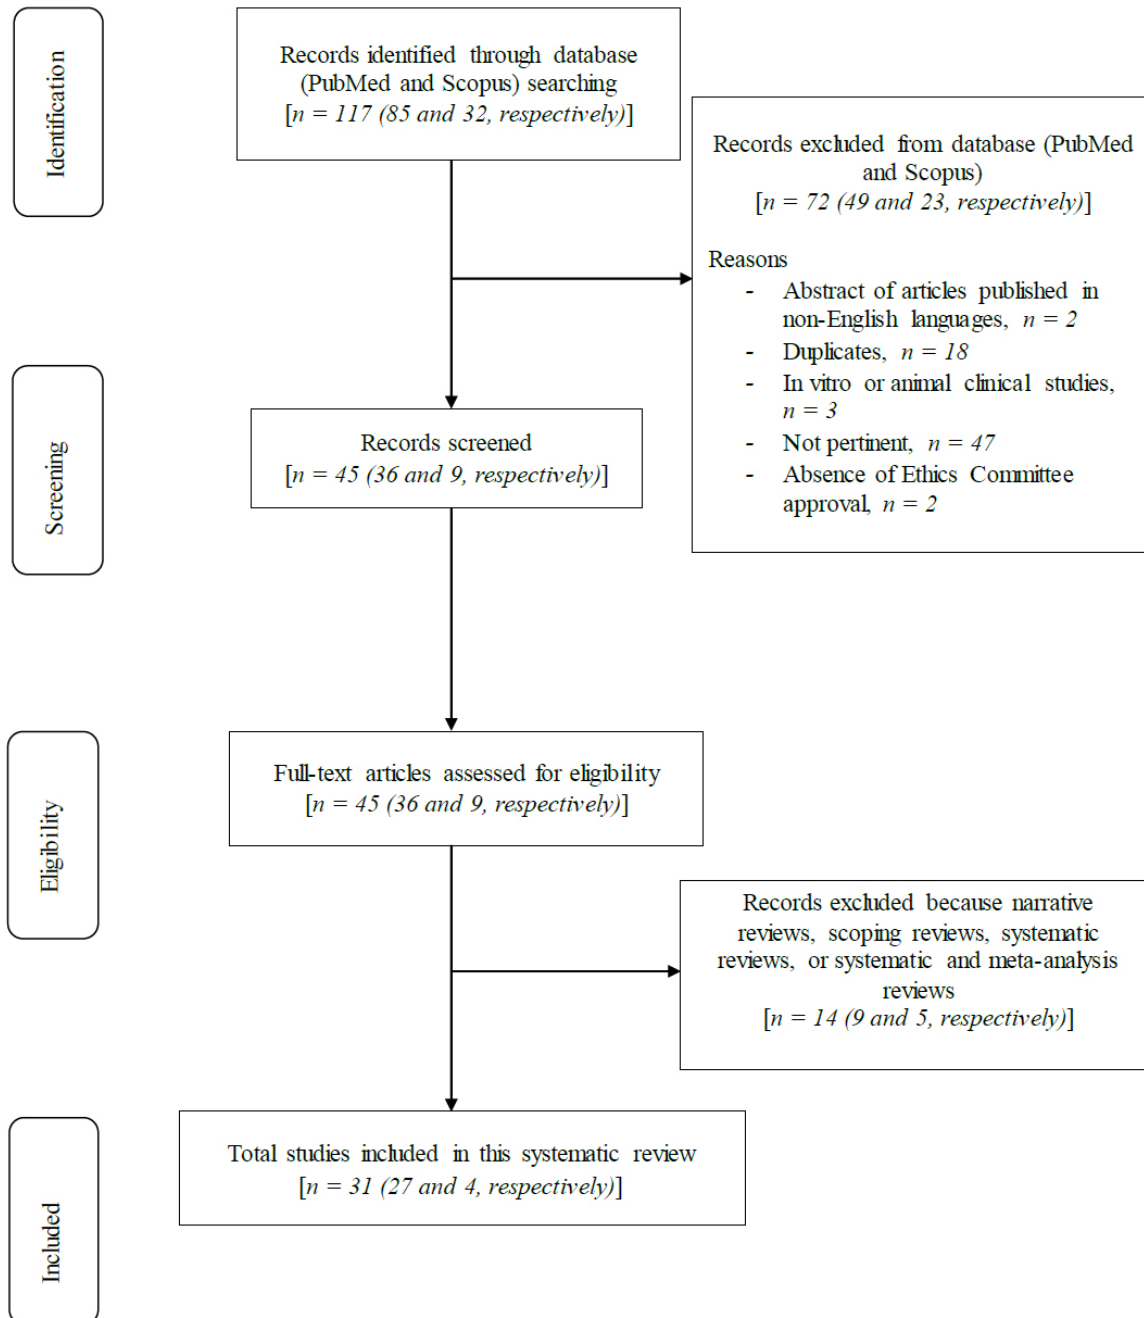 Identification
Records identified through database
(PubMed and Scopus) searching
[n = 117 (85 and 32, respectively)]
Records excluded from database (PubMed
and Scopus)
[n = 72 (49 and 23, respectively)]
Reasons
- Abstract of articles published in
non-English languages, n = 2
- Duplicates, n = 18
- In vitro or animal clinical studies,
n = 3
- Not pertinent, n = 47
- Absence of Ethics Committee
approval, n = 2
Screening
Records screened
[n = 45 (36 and 9, respectively)]
Eligibility
Full-text articles assessed for eligibility
[n = 45 (36 and 9, respectively)]
Records excluded because narrative
reviews, scoping reviews, systematic
reviews, or systematic and meta-analysis
reviews
[n = 14 (9 and 5, respectively)]
Included
Total studies included in this systematic review
[n = 31 (27 and 4, respectively)]